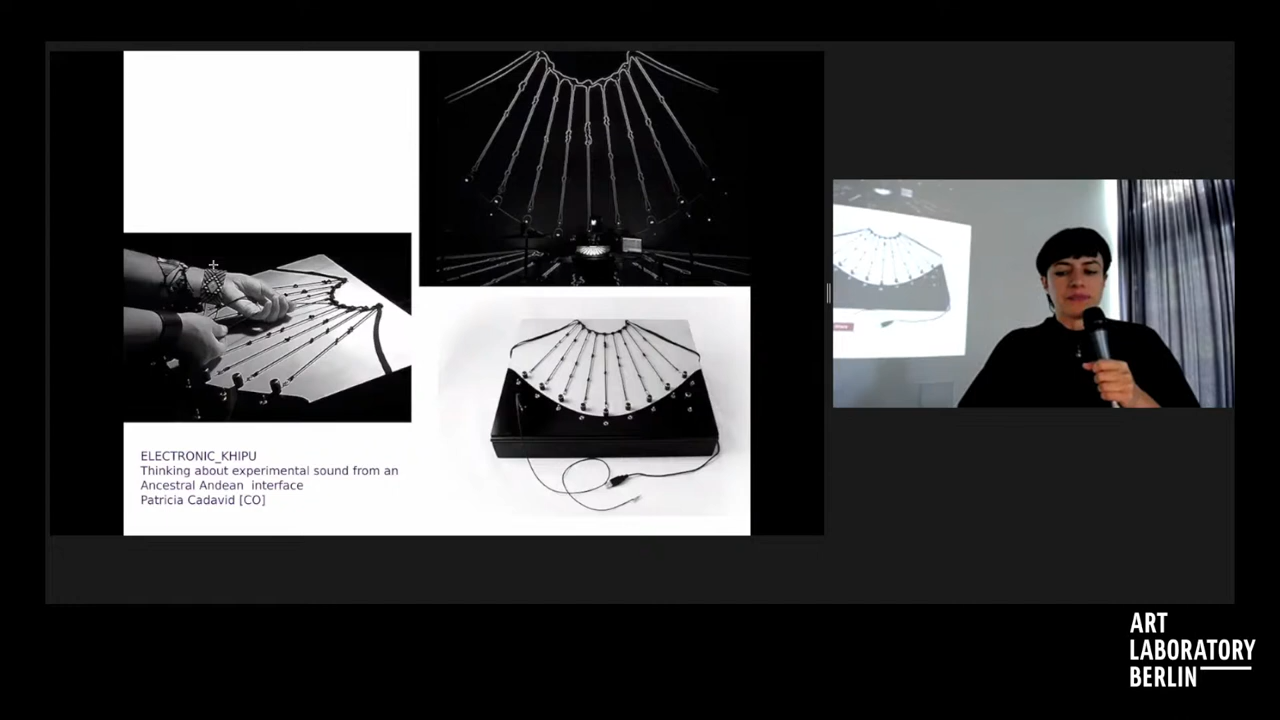 ELECTRONIC_KHIPU
Thinking about experimental sound from an
Ancestral Andean  interface
Patricia Cadavid [CO]
ART
LABORATORY
BERLIN